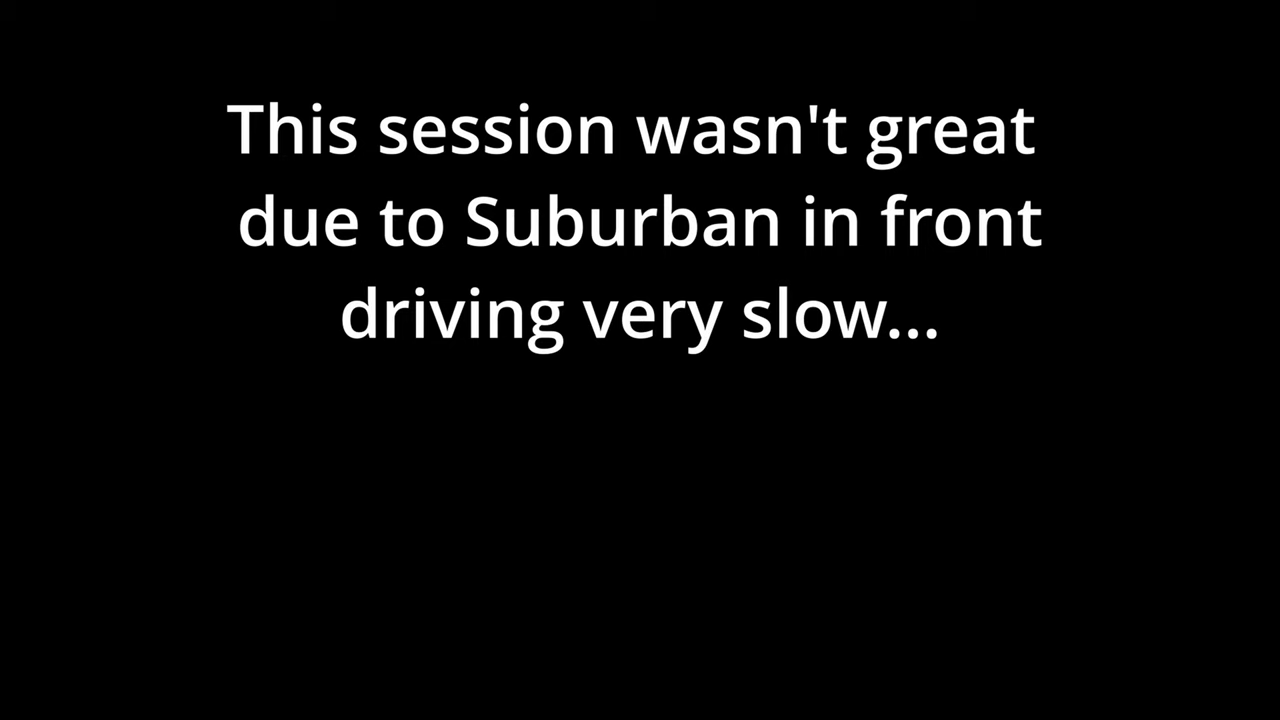 This session wasn't great
due to Suburban in front
driving very slow...